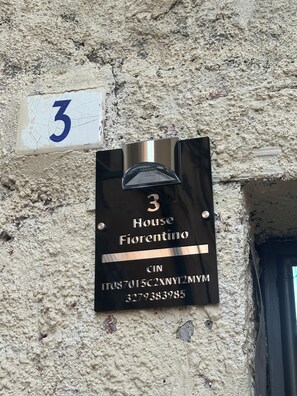 3
3
House
Fiorentino
CIN
IT087015C2XNYI2MYM
3279383985